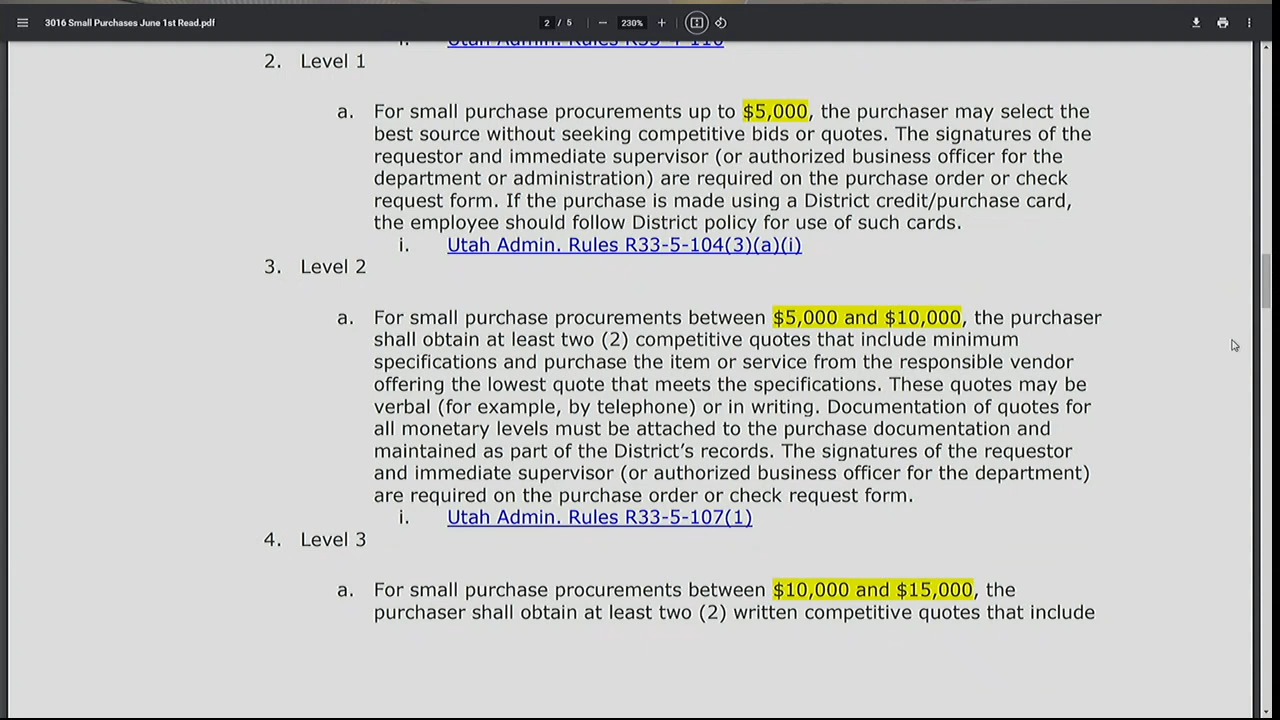 3016 Small Purchases June 1st Read.pdf
2 / 5
230%
i. Utah Admin. Rules R33-4-110
2. Level 1
a. For small purchase procurements up to $5,000, the purchaser may select the
best source without seeking competitive bids or quotes. The signatures of the
requestor and immediate supervisor (or authorized business officer for the
department or administration) are required on the purchase order or check
request form. If the purchase is made using a District credit/purchase card,
the employee should follow District policy for use of such cards.
i. Utah Admin. Rules R33-5-104(3)(a)(i)
3. Level 2
a. For small purchase procurements between $5,000 and $10,000, the purchaser
shall obtain at least two (2) competitive quotes that include minimum
specifications and purchase the item or service from the responsible vendor
offering the lowest quote that meets the specifications. These quotes may be
verbal (for example, by telephone) or in writing. Documentation of quotes for
all monetary levels must be attached to the purchase documentation and
maintained as part of the District’s records. The signatures of the requestor
and immediate supervisor (or authorized business officer for the department)
are required on the purchase order or check request form.
i. Utah Admin. Rules R33-5-107(1)
4. Level 3
a. For small purchase procurements between $10,000 and $15,000, the
purchaser shall obtain at least two (2) written competitive quotes that include